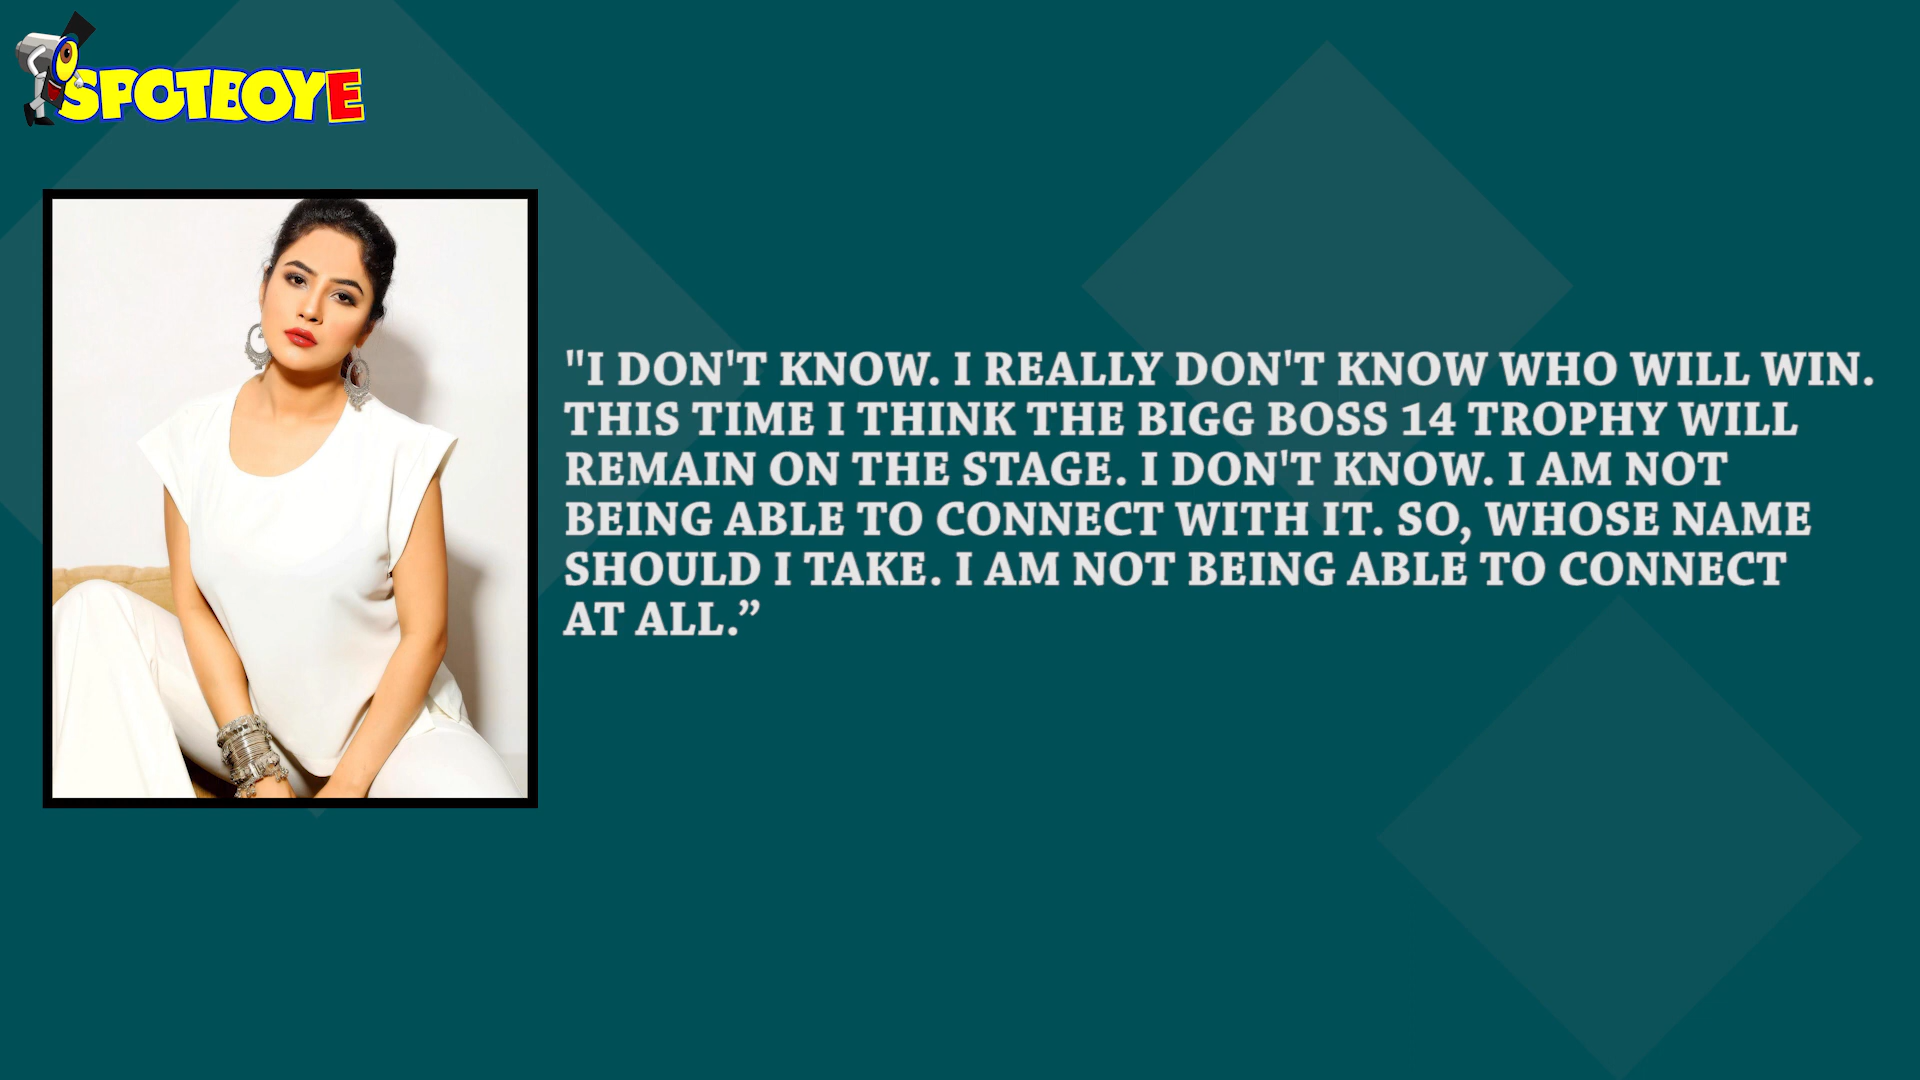 SPOTBOYE
"I DON'T KNOW. I REALLY DON'T KNOW WHO WILL WIN.
THIS TIME I THINK THE BIGG BOSS 14 TROPHY WILL
REMAIN ON THE STAGE. I DON'T KNOW. I AM NOT
BEING ABLE TO CONNECT WITH IT. SO, WHOSE NAME
SHOULD I TAKE. I AM NOT BEING ABLE TO CONNECT
AT ALL.”